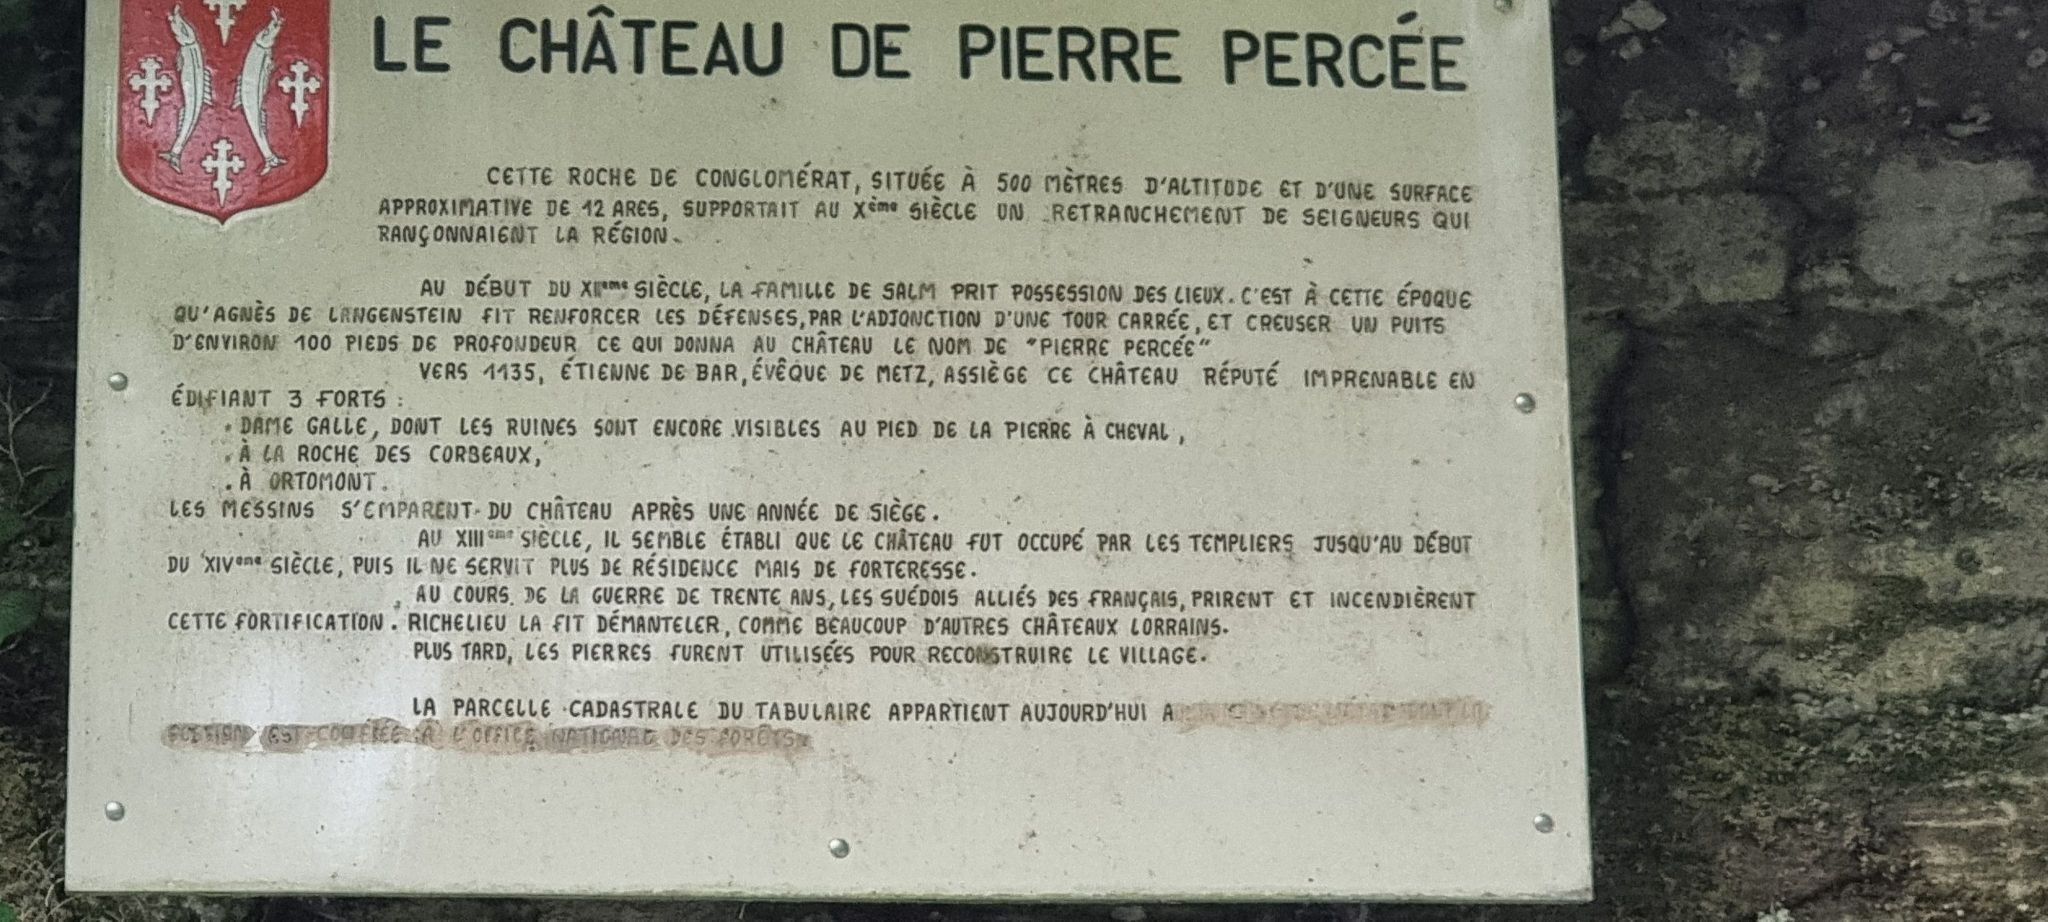 LE CHÂTEAU DE PIERRE PERCÉE
CETTE ROCHE DE CONGLOMÉRAT, SITUÉE À 500 MÈTRES D'ALTITUDE ET D'UNE SURFACE
APPROXIMATIVE DE 12 ARES, SUPPORTAIT AU Xème SIÈCLE UN RETRANCHEMENT DE SEIGNEURS QUI
RANÇONNAIENT LA RÉGION.
AU DÉBUT DU XIIeme SIÈCLE, LA FAMILLE DE SALM PRIT POSSESSION DES LIEUX. C'EST À CETTE ÉPOQUE
QU'AGNÈS DE LANGENSTEIN FIT RENFORCER LES DÉFENSES, PAR L'ADJONCTION D'UNE TOUR CARRÉE, ET CREUSER UN PUITS
D'ENVIRON 100 PIEDS DE PROFONDEUR CE QUI DONNA AU CHÂTEAU LE NOM DE "PIERRE PERCÉE"
VERS 1135, ÉTIENNE DE BAR, ÉVÊQUE DE METZ, ASSIÈGE CE CHÂTEAU RÉPUTÉ IMPRENABLE EN
ÉDIFIANT 3 FORTS :
. DAME GALLE, DONT LES RUINES SONT ENCORE VISIBLES AU PIED DE LA PIERRE À CHEVAL,
. À LA ROCHE DES CORBEAUX,
. À ORTOMONT.
LES MESSINS S'EMPARENT DU CHÂTEAU APRÈS UNE ANNÉE DE SIÈGE.
AU XIIIeme SIÈCLE, IL SEMBLE ÉTABLI QUE LE CHÂTEAU FUT OCCUPÉ PAR LES TEMPLIERS JUSQU'AU DÉBUT
DU XIVeme SIÈCLE, PUIS IL NE SERVIT PLUS DE RÉSIDENCE MAIS DE FORTERESSE.
AU COURS DE LA GUERRE DE TRENTE ANS, LES SUÉDOIS ALLIÉS DES FRANÇAIS, PRIRENT ET INCENDIÈRENT
CETTE FORTIFICATION. RICHELIEU LA FIT DÉMANTELER, COMME BEAUCOUP D'AUTRES CHÂTEAUX LORRAINS.
PLUS TARD, LES PIERRES FURENT UTILISÉES POUR RECONSTRUIRE LE VILLAGE.
LA PARCELLE CADASTRALE DU TABULAIRE APPARTIENT AUJOURD'HUI A
EST CONFIÉE À L'OFFICE NATIONAL DES FORÊTS.